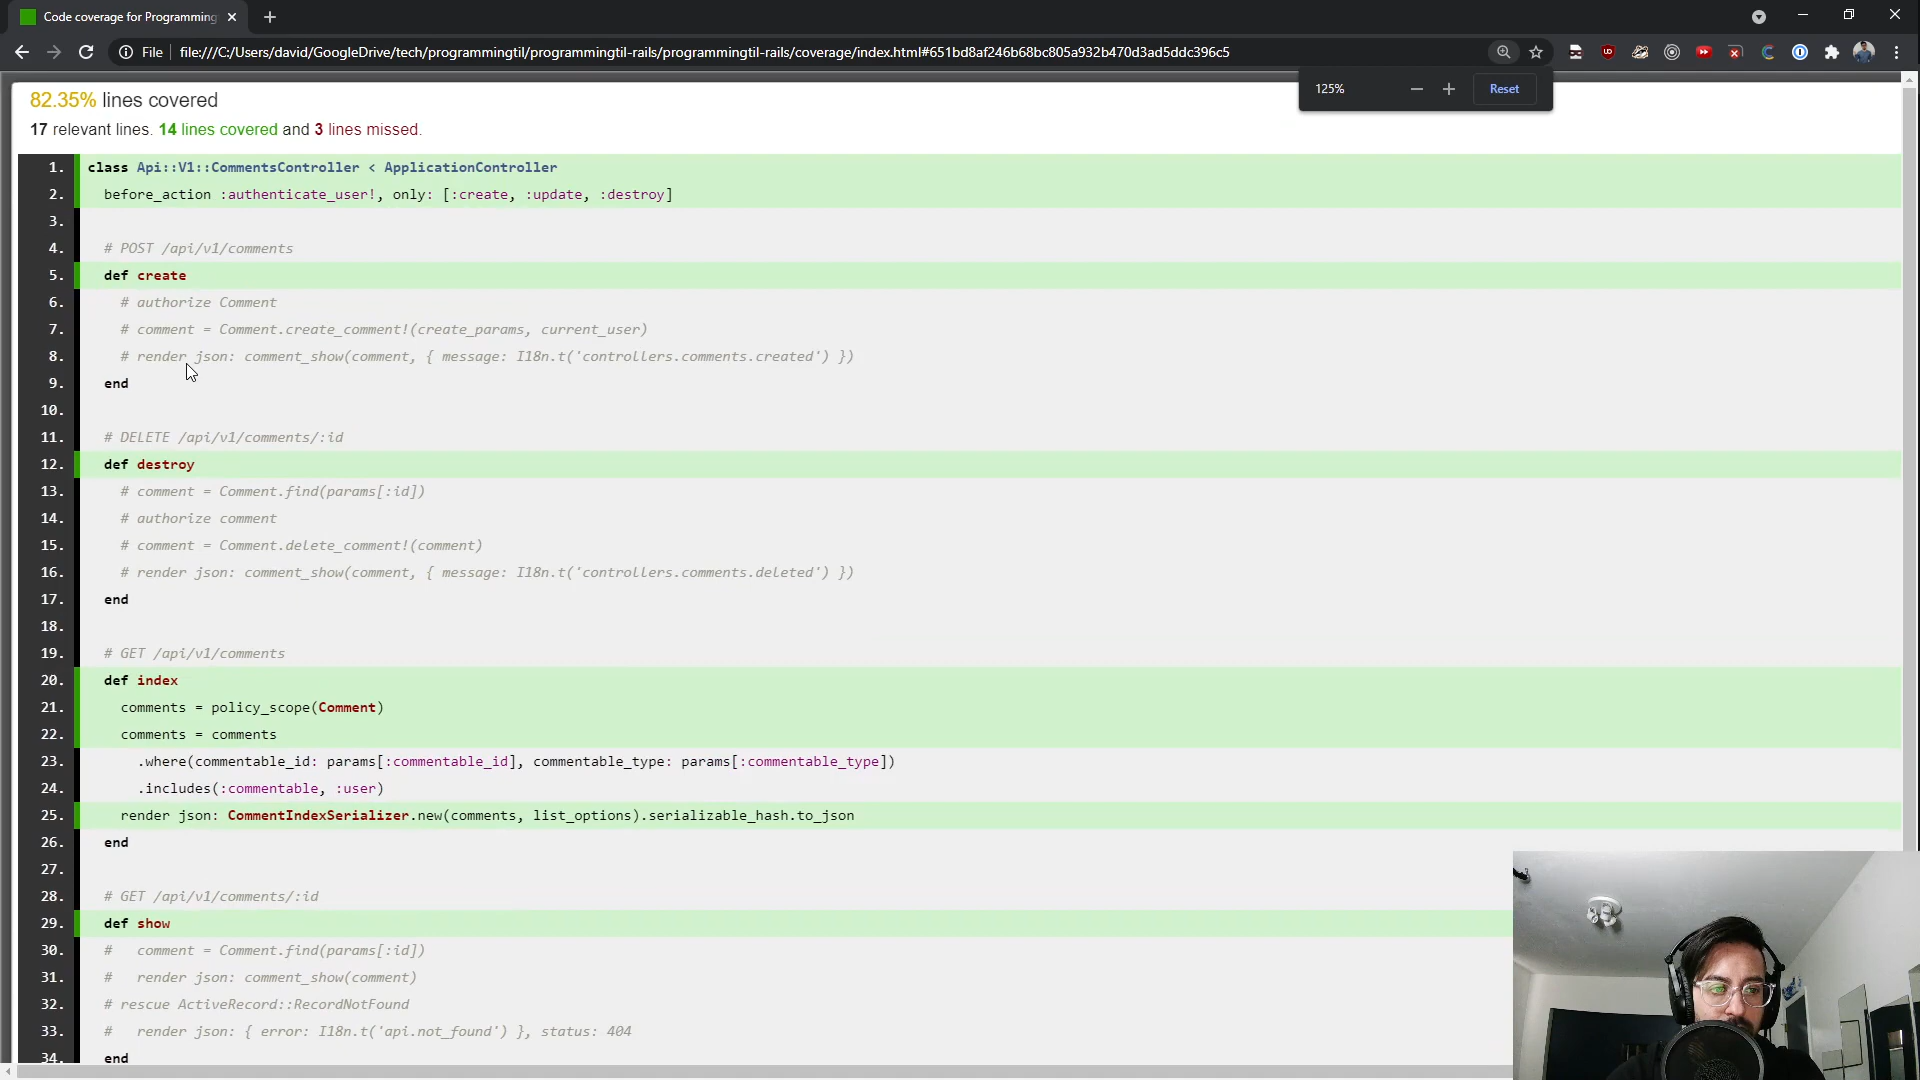 Code coverage for Programming
File
file:///C:/Users/david/GoogleDrive/tech/programmingtil/programmingtil-rails/programmingtil-rails/coverage/index.html#651bd8af246b68bc805a932b470d3ad5ddc396c5
125%
Reset
82.35% lines covered
17 relevant lines. 14 lines covered and 3 lines missed.
1. class Api::V1::CommentsController < ApplicationController
2. before_action :authenticate_user!, only: [:create, :update, :destroy]
3.
4. # POST /api/v1/comments
5. def create
6. # authorize Comment
7. # comment = Comment.create_comment!(create_params, current_user)
8. # render json: comment_show(comment, { message: I18n.t('controllers.comments.created') })
9. end
10.
11. # DELETE /api/v1/comments/:id
12. def destroy
13. # comment = Comment.find(params[:id])
14. # authorize comment
15. # comment = Comment.delete_comment!(comment)
16. # render json: comment_show(comment, { message: I18n.t('controllers.comments.deleted') })
17. end
18.
19. # GET /api/v1/comments
20. def index
21. comments = policy_scope(Comment)
22. comments = comments
23. .where(commentable_id: params[:commentable_id], commentable_type: params[:commentable_type])
24. .includes(:commentable, :user)
25. render json: CommentIndexSerializer.new(comments, list_options).serializable_hash.to_json
26. end
27.
28. # GET /api/v1/comments/:id
29. def show
30. # comment = Comment.find(params[:id])
31. # render json: comment_show(comment)
32. # rescue ActiveRecord::RecordNotFound
33. # render json: { error: I18n.t('api.not_found') }, status: 404
34. end